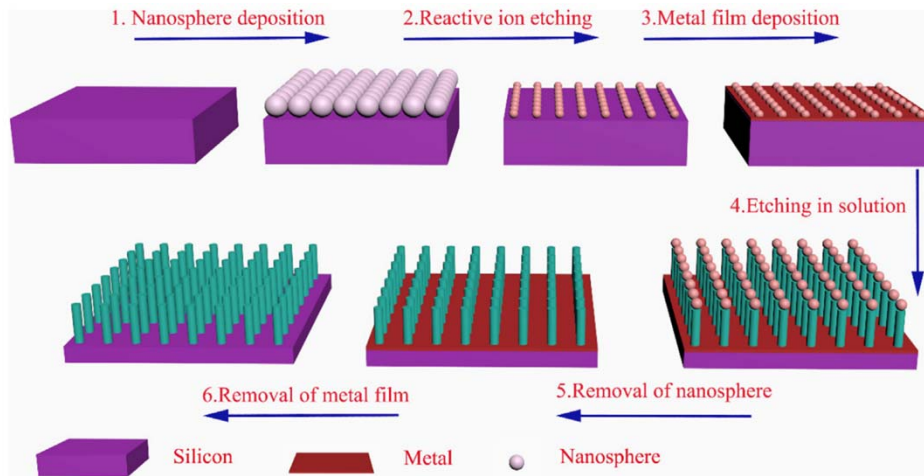 1. Nanosphere deposition
2.Reactive ion etching
3.Metal film deposition
4.Etching in solution
5.Removal of nanosphere
6.Removal of metal film
Silicon
Metal
Nanosphere